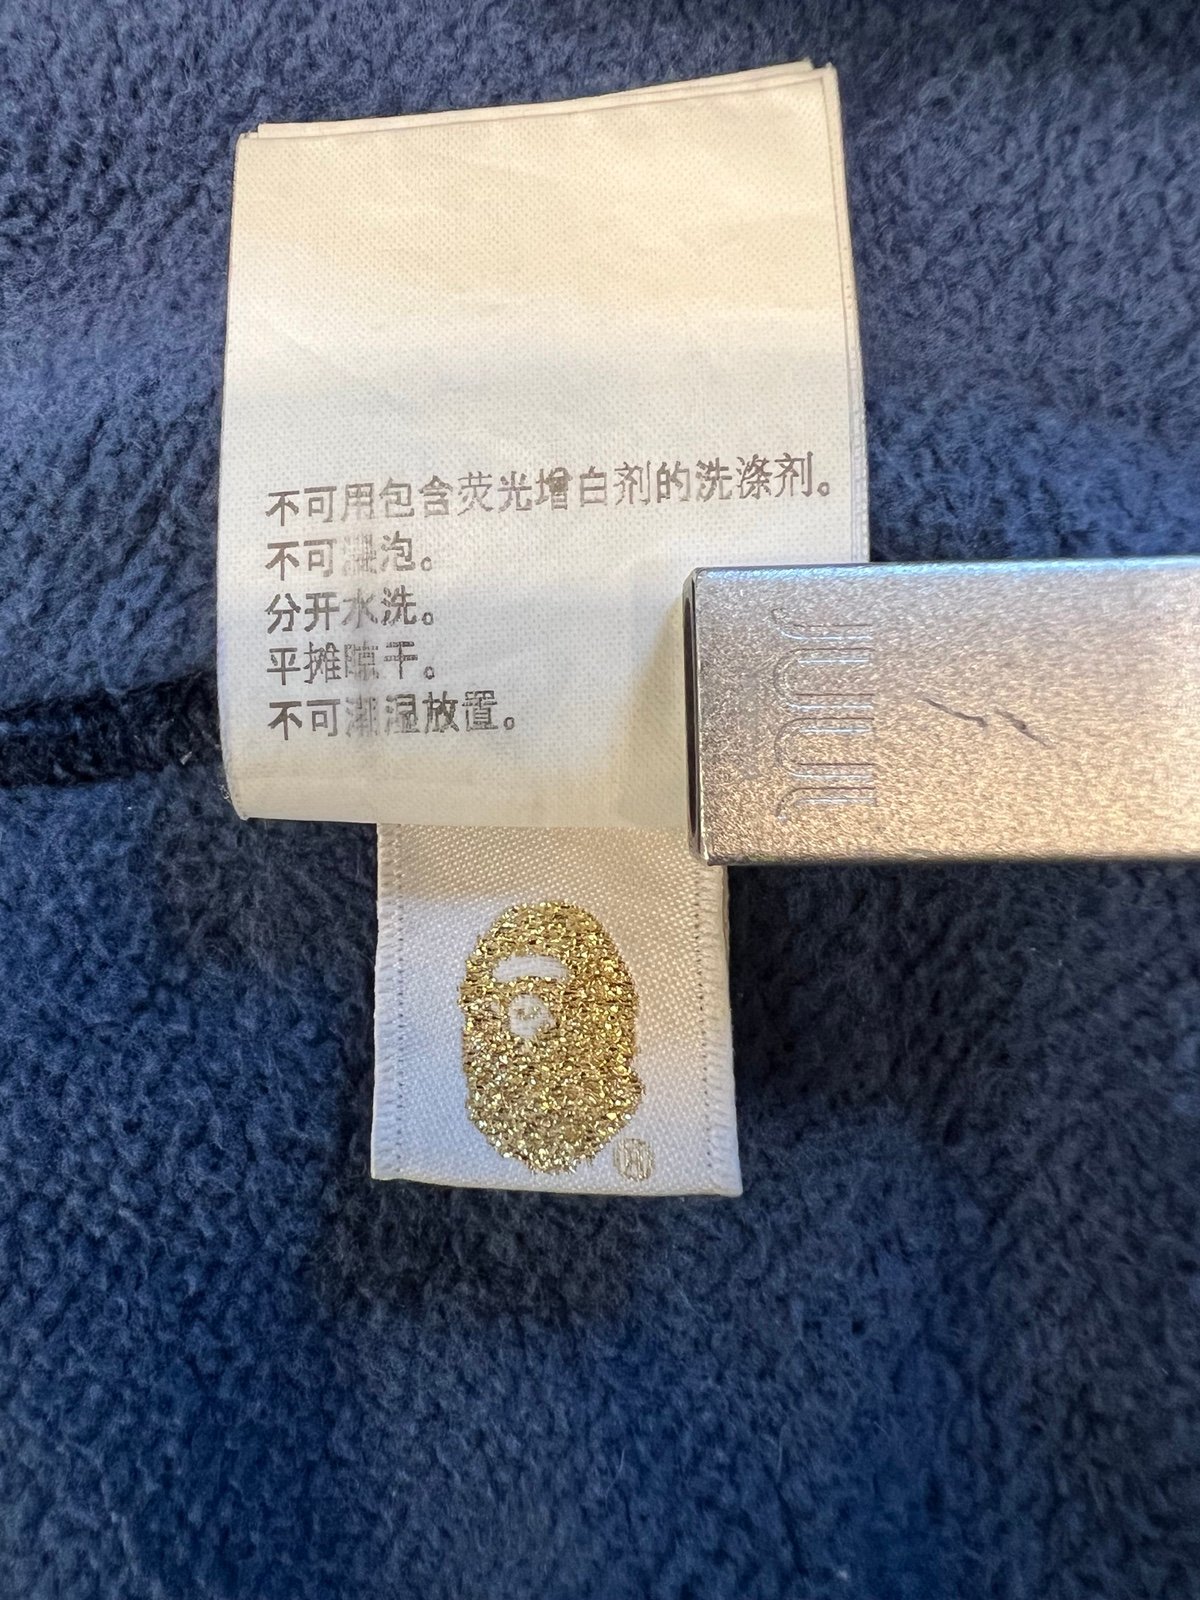 不可用包含荧光增白剂的洗涤剂。
不可浸泡。
分开水洗。
平摊晾干。
不可潮湿放置。
®